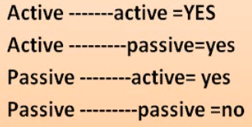 Active -------active =YES
Active ---------passive=yes
Passive --------active= yes
Passive ---------passive =no